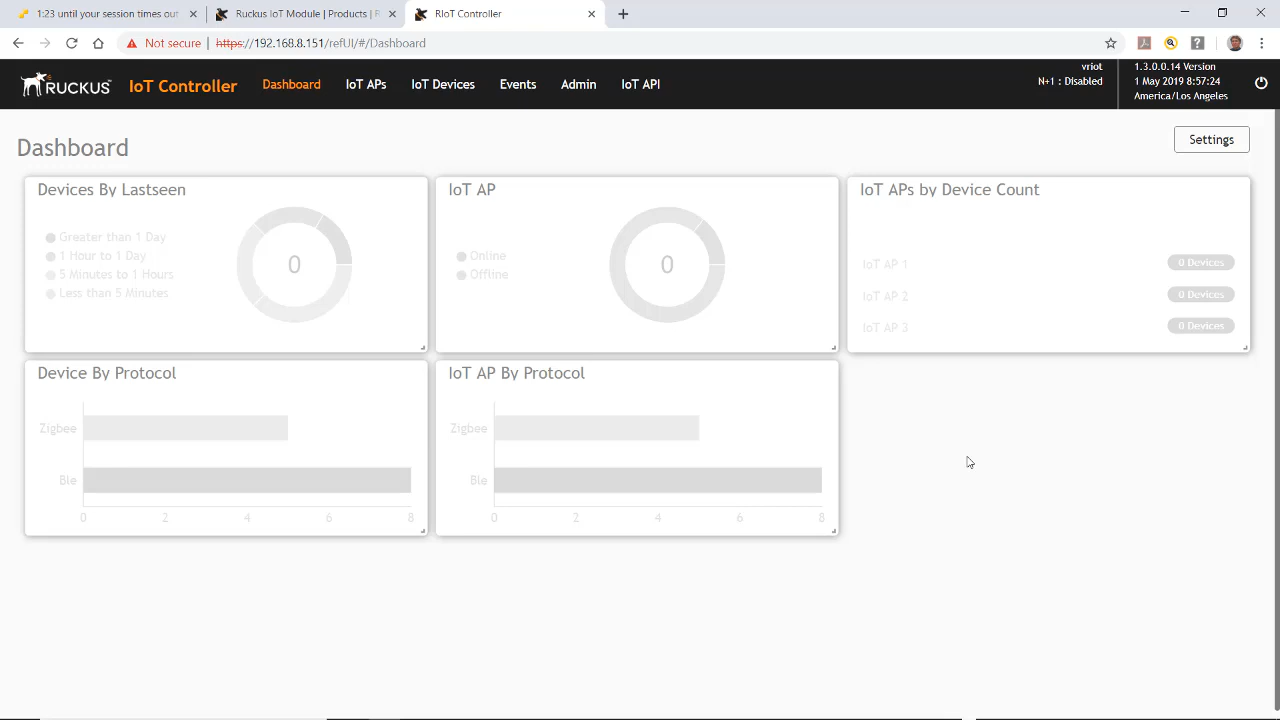 1:23 until your session times out
Ruckus IoT Module | Products | R
RIoT Controller
Not secure | https://192.168.8.151/refUI/#/Dashboard
RUCKUS IoT Controller Dashboard IoT APs IoT Devices Events Admin IoT API
vriot
N+1 : Disabled
1.3.0.0.14 Version
1 May 2019 8:57:24
America/Los Angeles
Dashboard
Settings
Devices By Lastseen
Greater than 1 Day
1 Hour to 1 Day
5 Minutes to 1 Hours
Less than 5 Minutes
0
IoT AP
Online
Offline
0
IoT APs by Device Count
IoT AP 1 0 Devices
IoT AP 2 0 Devices
IoT AP 3 0 Devices
Device By Protocol
Zigbee
Ble
0 2 4 6 8
IoT AP By Protocol
Zigbee
Ble
0 2 4 6 8